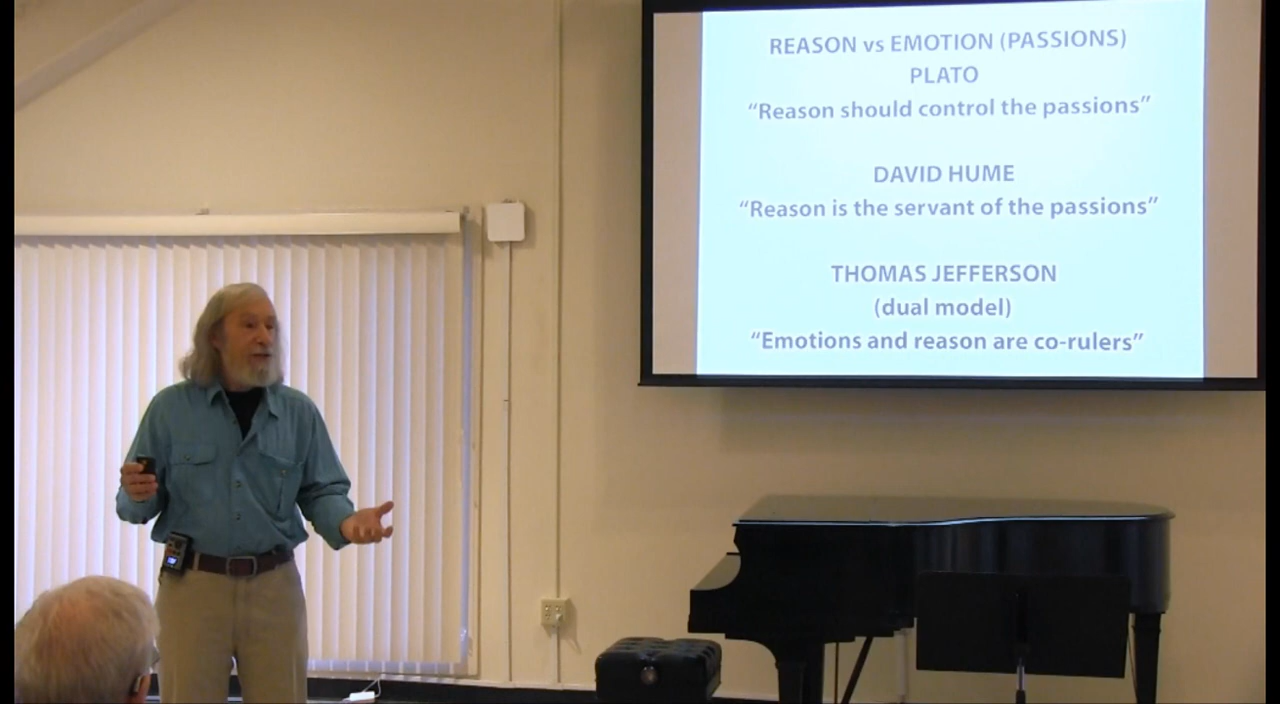 REASON vs EMOTION (PASSIONS)
PLATO
“Reason should control the passions”
DAVID HUME
“Reason is the servant of the passions”
THOMAS JEFFERSON
(dual model)
“Emotions and reason are co-rulers”